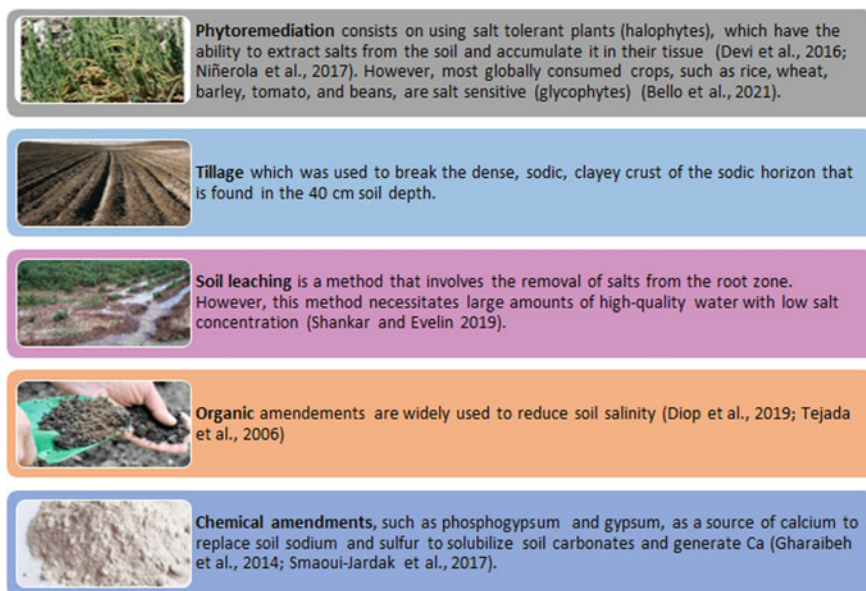 Phytoremediation consists on using salt tolerant plants (halophytes), which have the
ability to extract salts from the soil and accumulate it in their tissue (Devi et al., 2016;
Niñerola et al., 2017). However, most globally consumed crops, such as rice, wheat,
barley, tomato, and beans, are salt sensitive (glycophytes) (Bello et al., 2021).
Tillage which was used to break the dense, sodic, clayey crust of the sodic horizon that
is found in the 40 cm soil depth.
Soil leaching is a method that involves the removal of salts from the root zone.
However, this method necessitates large amounts of high-quality water with low salt
concentration (Shankar and Evelin 2019).
Organic amendements are widely used to reduce soil salinity (Diop et al., 2019; Tejada
et al., 2006)
Chemical amendments, such as phosphogypsum and gypsum, as a source of calcium to
replace soil sodium and sulfur to solubilize soil carbonates and generate Ca (Gharaibeh
et al., 2014; Smaoui-Jardak et al., 2017).